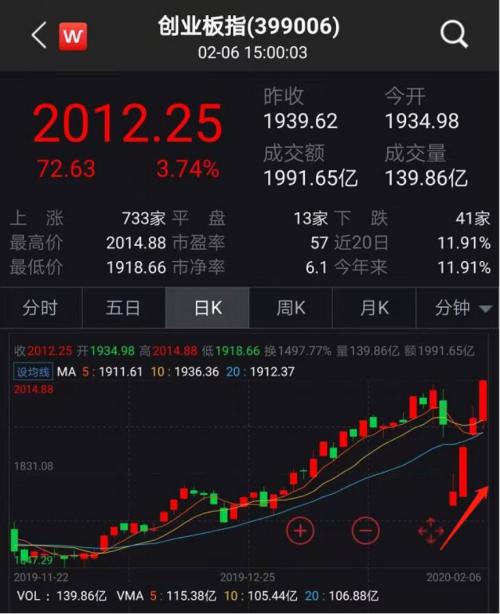 创业板指(399006)
W
02-06 15:00:03
2012.25
72.63 3.74%
昨收 今开
1939.62 1934.98
成交额 成交量
1991.65亿 139.86亿
上 涨 733家 平 盘 13家 下 跌 41家
最高价 2014.88 市盈率 57 近20日 11.91%
最低价 1918.66 市净率 6.1 今年来 11.91%
分时 五日 日K 周K 月K 分钟
收2012.25 开1934.98 高2014.88 低1918.66 换1497.77% 量139.86亿 额1991.65亿
设均线 MA 5:1911.61 10:1936.36 20:1912.37
2014.88
1831.08
1647.29
2019-11-22 2019-12-25 2020-02-06
VOL:139.86亿 VMA 5:115.38亿 10:105.44亿 20:106.88亿